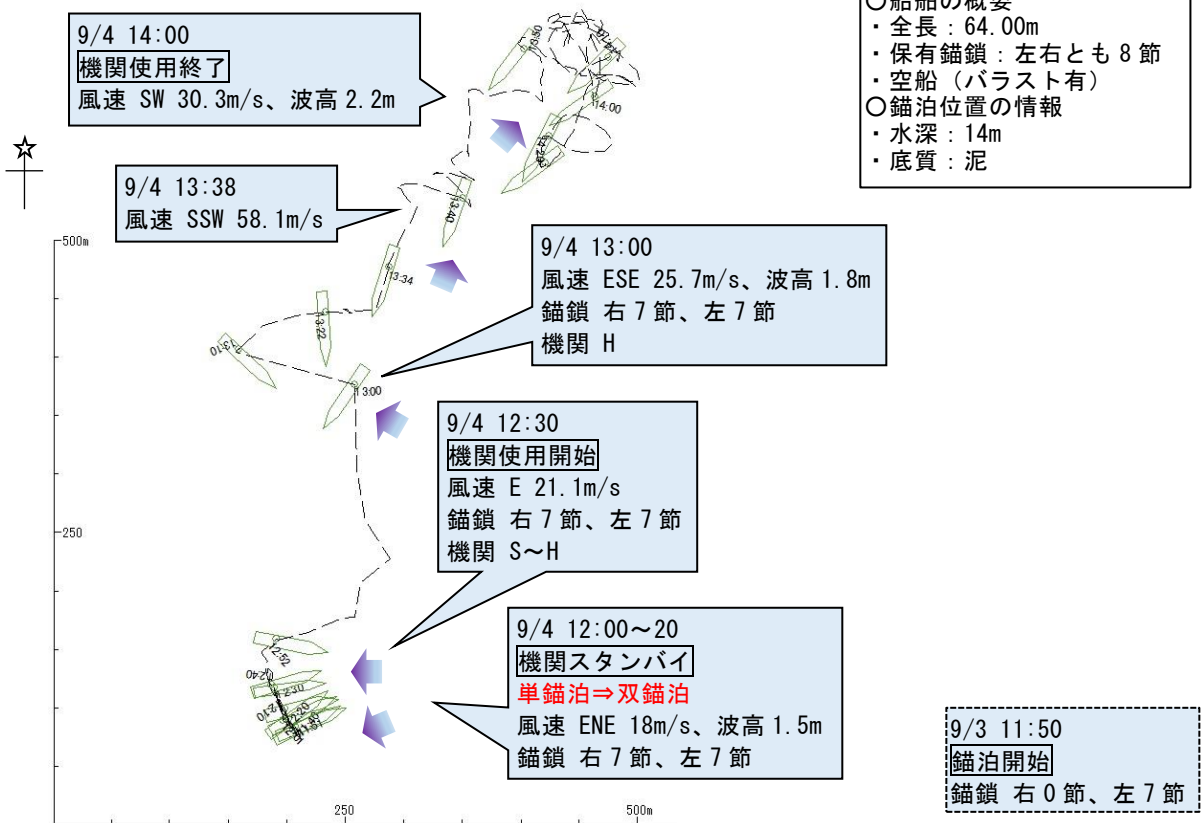 9/4 14:00
機関使用終了
風速 SW 30.3m/s、波高 2.2m
○船舶の概要
・全長：64.00m
・保有錨鎖：左右とも 8 節
・空船（バラスト有）
○錨泊位置の情報
・水深：14m
・底質：泥
13:50
14:00
9/4 13:38
風速 SSW 58.1m/s
13:40
500m
13:34
9/4 13:00
風速 ESE 25.7m/s、波高 1.8m
錨鎖 右 7 節、左 7 節
機関 H
13:22
13:10
13:00
9/4 12:30
機関使用開始
風速 E 21.1m/s
錨鎖 右 7 節、左 7 節
機関 S～H
250
9/4 12:00～20
機関スタンバイ
単錨泊⇒双錨泊
風速 ENE 18m/s、波高 1.5m
錨鎖 右 7 節、左 7 節
12:52
12:40
9/3 11:50
錨泊開始
錨鎖 右 0 節、左 7 節
250
500m